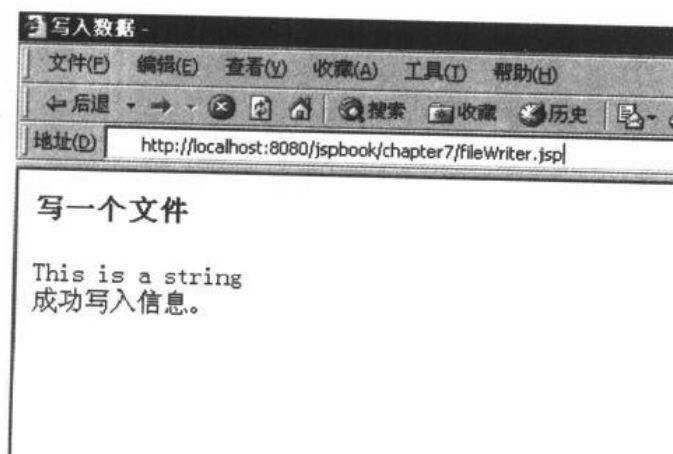 写入数据 -
文件(F) 编辑(E) 查看(V) 收藏(A) 工具(T) 帮助(H)
后退 搜索 收藏 历史
地址(D) http://localhost:8080/jspbook/chapter7/fileWriter.jsp
写一个文件
This is a string
成功写入信息。